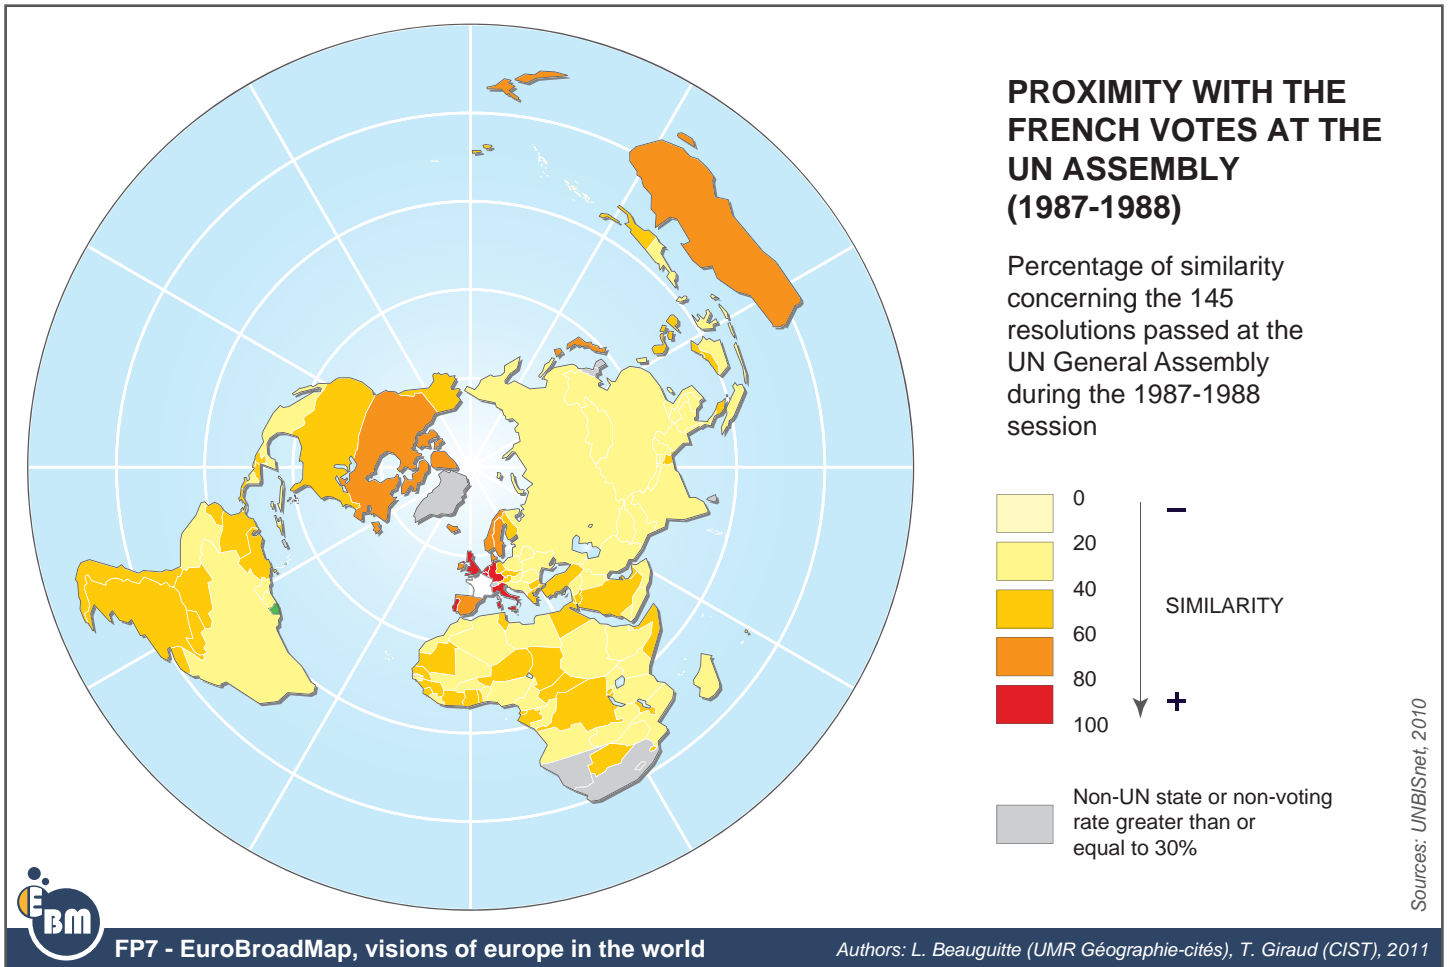 PROXIMITY WITH THE
FRENCH VOTES AT THE
UN ASSEMBLY
(1987-1988)
Percentage of similarity
concerning the 145
resolutions passed at the
UN General Assembly
during the 1987-1988
session
0
20
40
60
80
100
−
SIMILARITY
+
Non-UN state or non-voting
rate greater than or
equal to 30%
Sources: UNBISnet, 2010
EBM
FP7 - EuroBroadMap, visions of europe in the world
Authors: L. Beauguitte (UMR Géographie-cités), T. Giraud (CIST), 2011